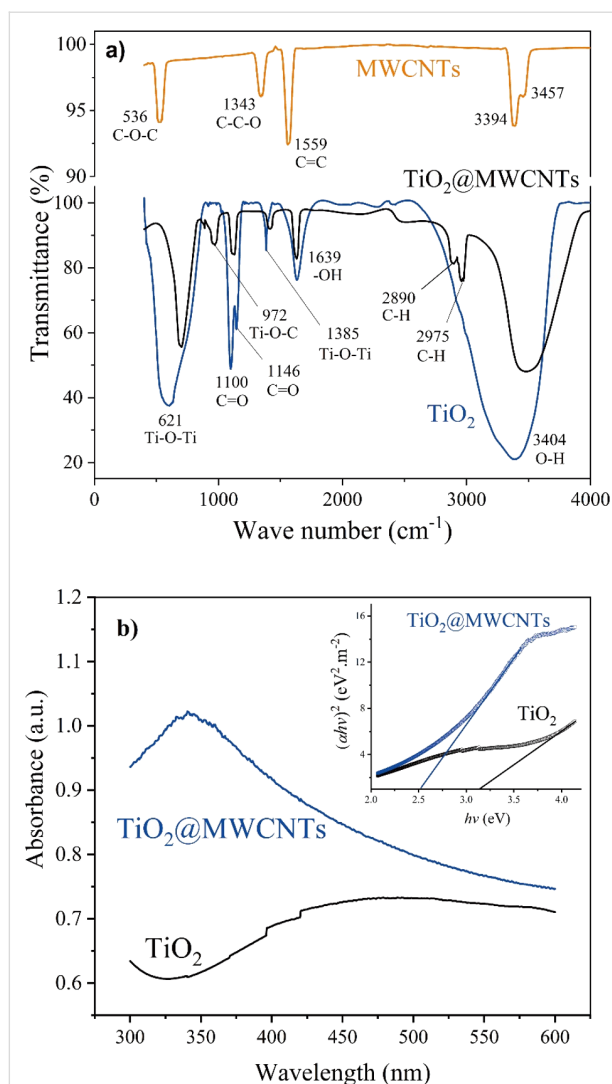 a)
MWCNTs
100
95
90
536
C-O-C
1343
C-C-O
1559
C=C
3394
3457
TiO₂@MWCNTs
100
80
60
40
20
621
Ti-O-Ti
972
Ti-O-C
1100
C=O
1146
C=O
1385
Ti-O-Ti
1639
-OH
2890
C-H
2975
C-H
TiO₂
3404
O-H
0 1000 2000 3000 4000
Wave number (cm⁻¹)
Transmittance (%)
b)
1.2
1.1
1.0
0.9
0.8
0.7
0.6
Absorbance (a.u.)
TiO₂@MWCNTs
TiO₂
300 350 400 450 500 550 600
Wavelength (nm)
TiO₂@MWCNTs
TiO₂
16
12
8
4
(αhν)² (eV².m⁻²)
2.0 2.5 3.0 3.5 4.0
hν (eV)